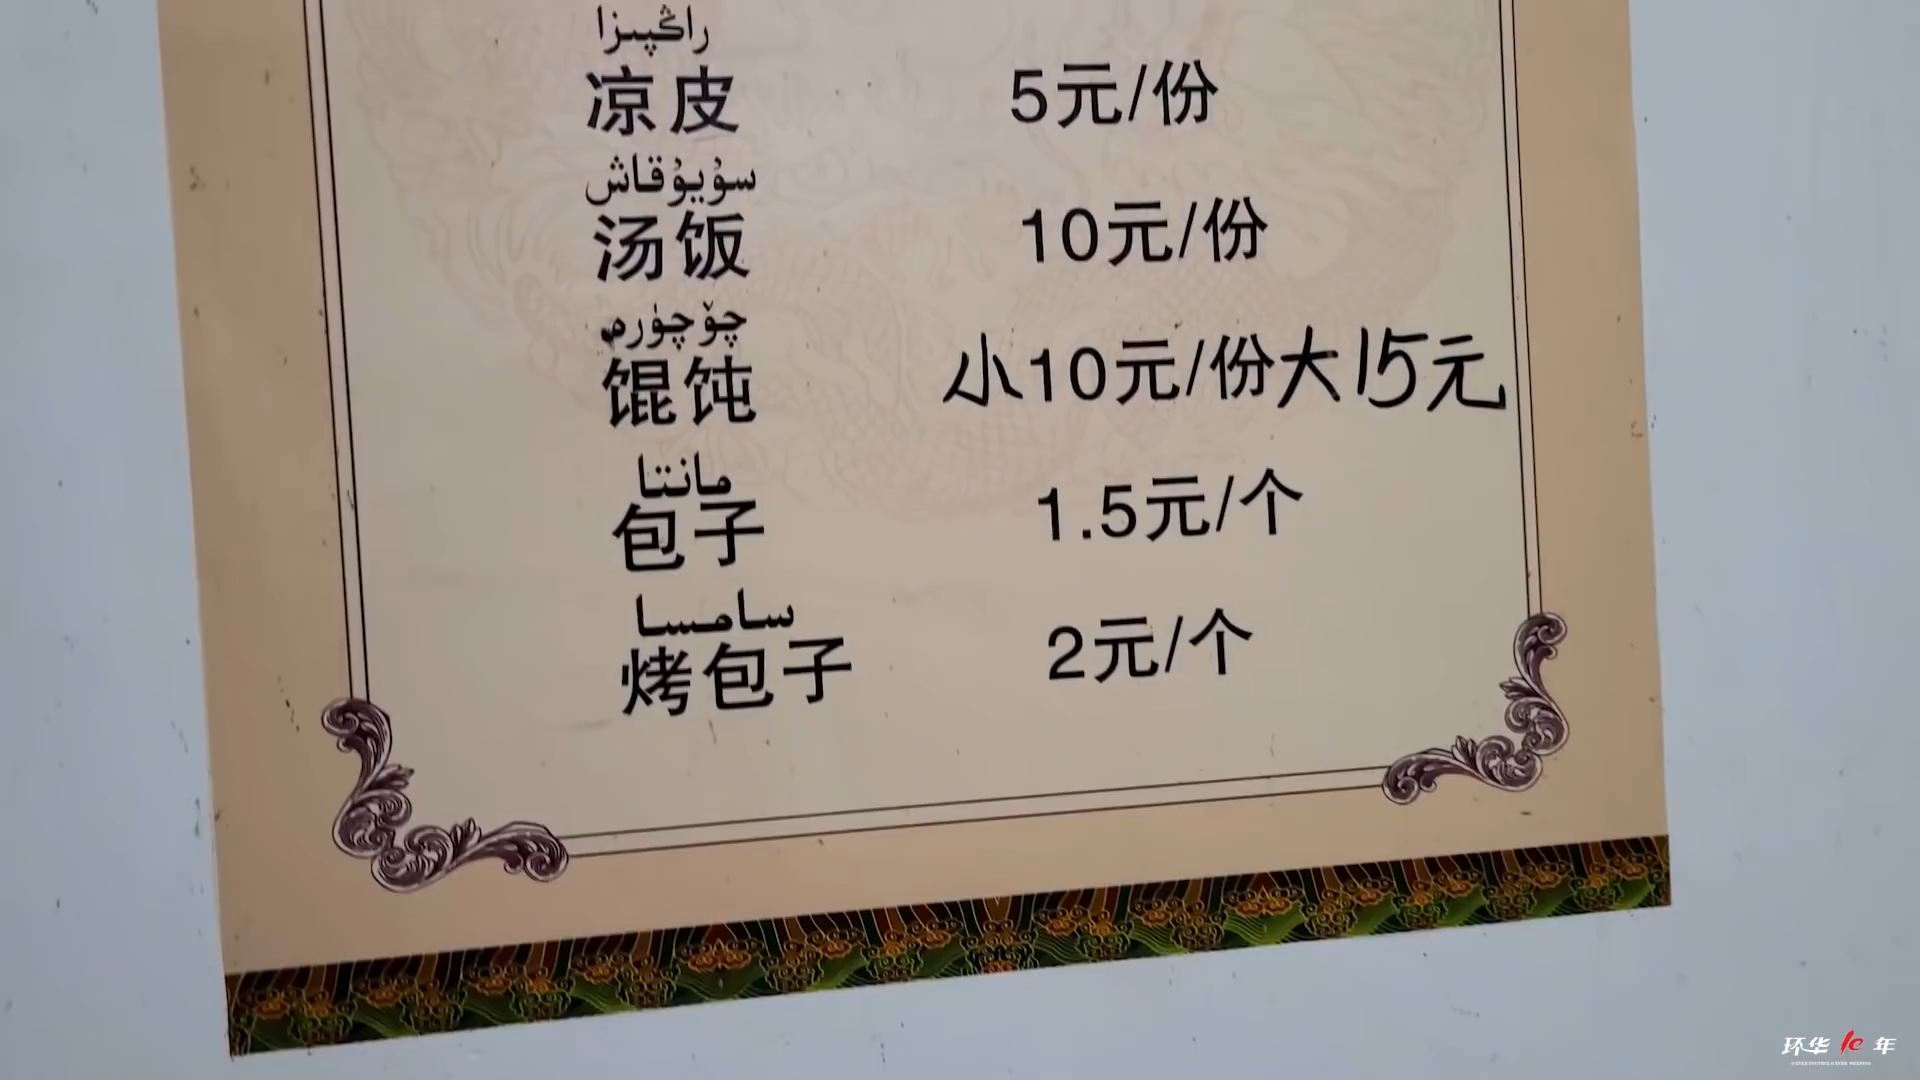 راڭپىزا
凉皮 5元/份
سۇيۇقاش
汤饭 10元/份
چۆچۈرە
馄饨 小10元/份大15元
مانتا
包子 1.5元/个
سامسا
烤包子 2元/个
环华10年